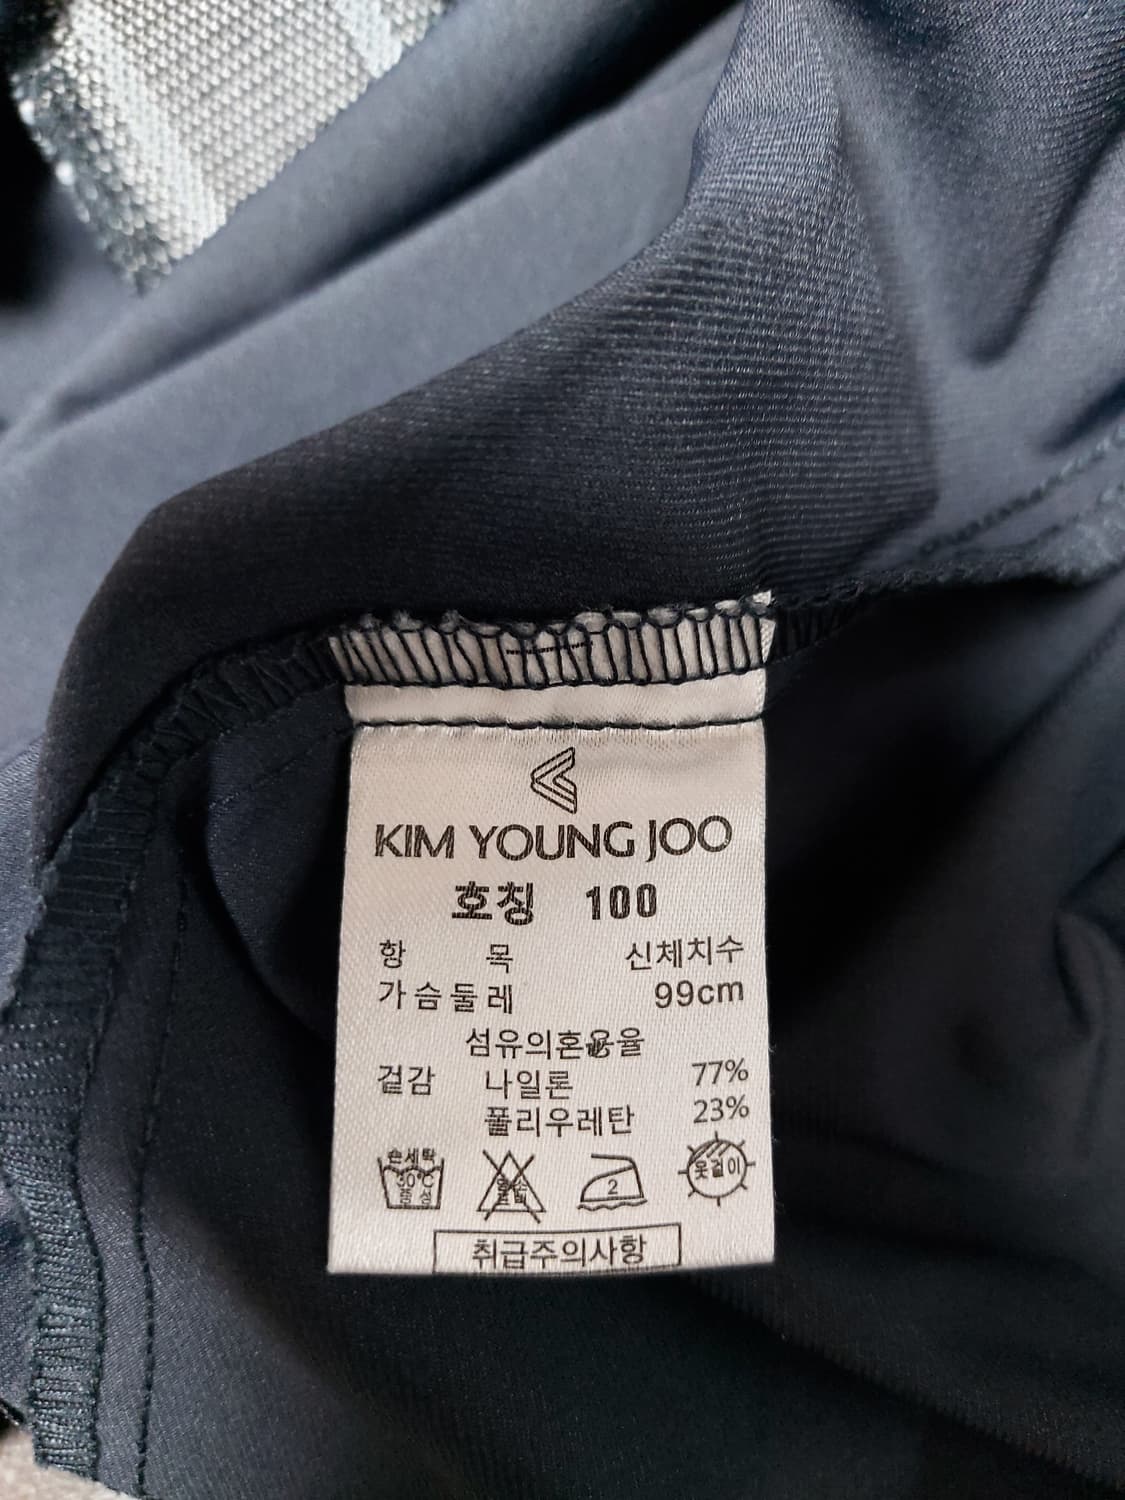 KIM YOUNG JOO
호칭 100
항 목 신체치수
가슴둘레 99cm
섬유의혼용율
겉감 나일론 77%
폴리우레탄 23%
손세탁
30°C
중성
2
옷걸이
취급주의사항